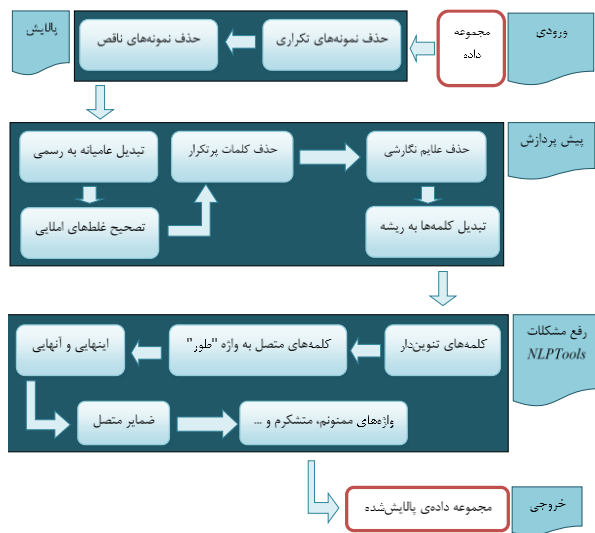 ورودی
مجموعه
داده
حذف نمونه‌های تکراری
حذف نمونه‌های ناقص
پالایش
پیش پردازش
تبدیل عامیانه به رسمی
تصحیح غلط‌های املایی
حذف کلمات پرتکرار
حذف علایم نگارشی
تبدیل کلمه‌ها به ریشه
رفع مشکلات
NLPTools
کلمه‌های تنوین‌دار
کلمه‌های متصل به واژه "طور"
اینهایی و آنهایی
ضمایر متصل
واژه‌های ممنونم، متشکرم و ...
خروجی
مجموعه داده‌ی پالایش‌شده